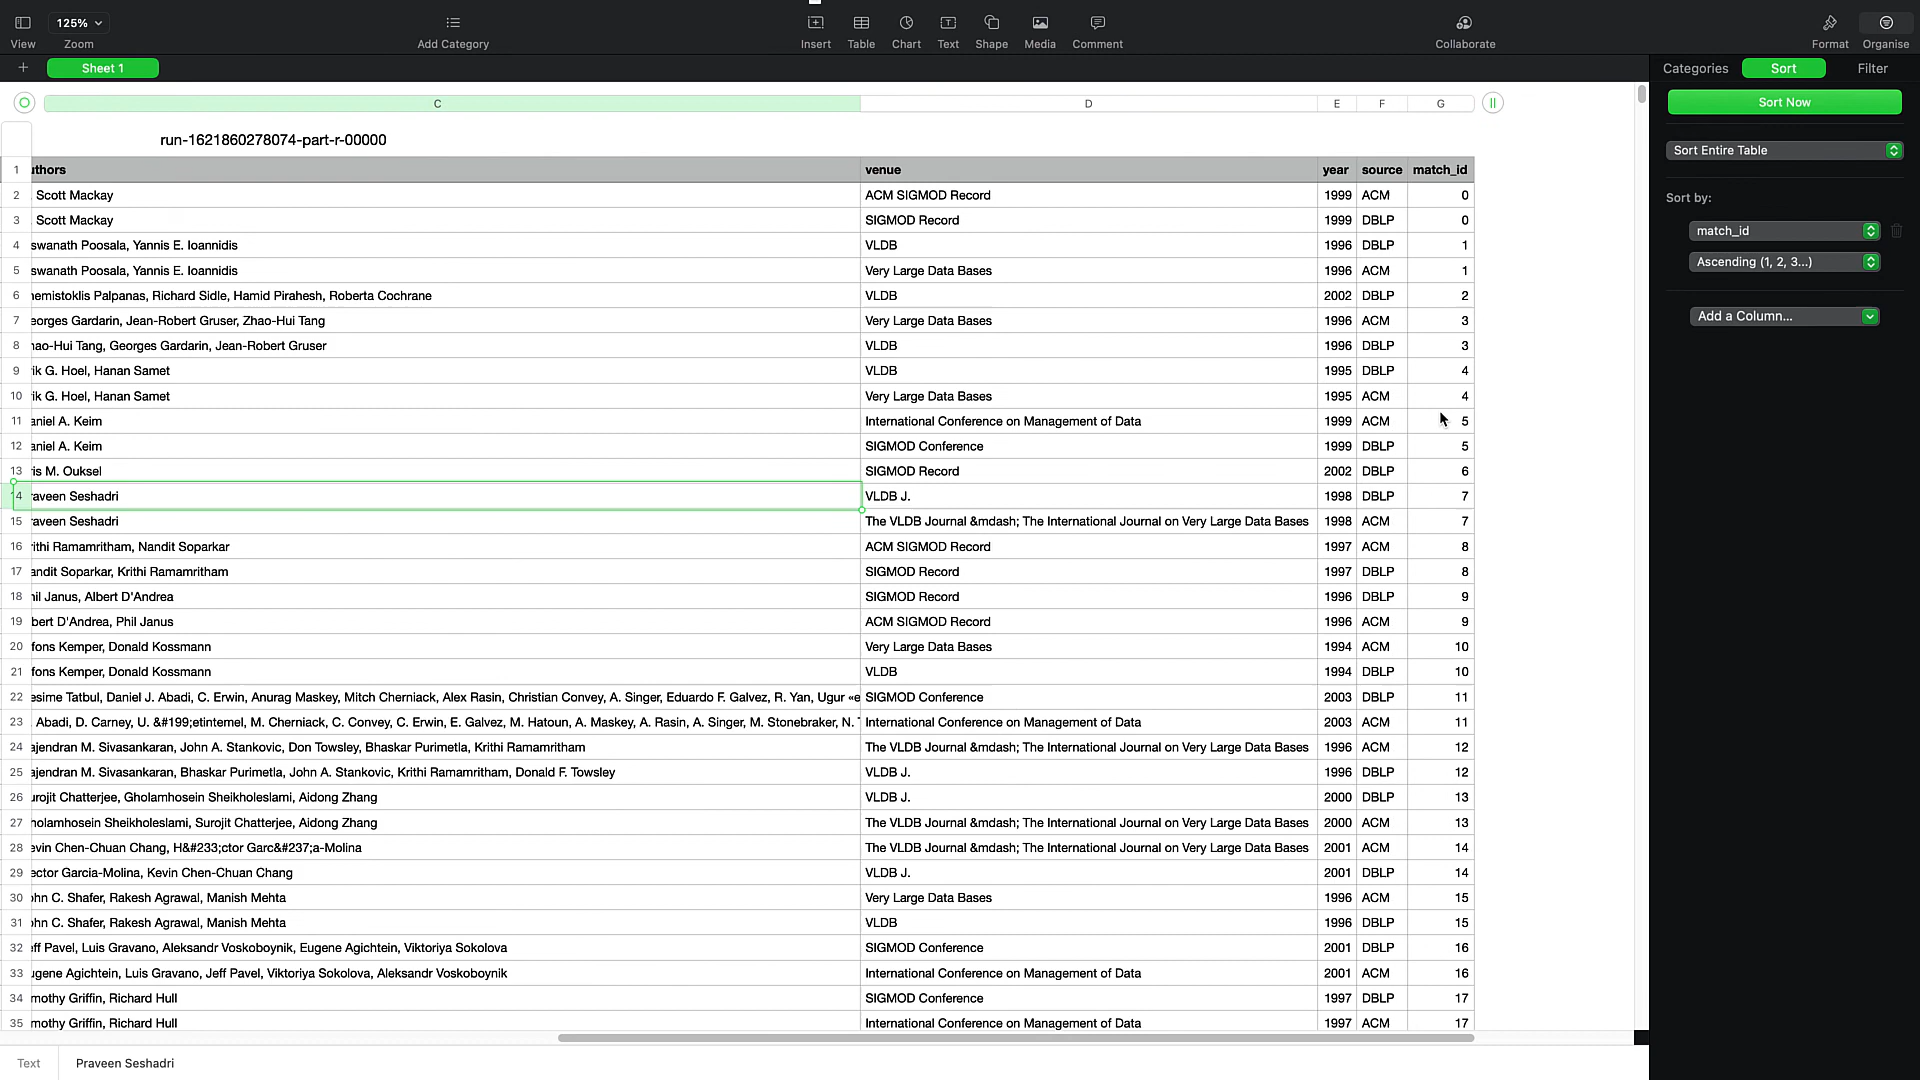 125%
View Zoom Add Category Insert Table Chart Text Shape Media Comment Collaborate Format Organise
Sheet 1
Categories Sort Filter
Sort Now
Sort Entire Table
Sort by:
match_id
Ascending (1, 2, 3...)
Add a Column...
C D E F G
run-1621860278074-part-r-00000
1 uthors venue year source match_id
2 Scott Mackay ACM SIGMOD Record 1999 ACM 0
3 Scott Mackay SIGMOD Record 1999 DBLP 0
4 swanath Poosala, Yannis E. Ioannidis VLDB 1996 DBLP 1
5 swanath Poosala, Yannis E. Ioannidis Very Large Data Bases 1996 ACM 1
6 nemistoklis Palpanas, Richard Sidle, Hamid Pirahesh, Roberta Cochrane VLDB 2002 DBLP 2
7 eorges Gardarin, Jean-Robert Gruser, Zhao-Hui Tang Very Large Data Bases 1996 ACM 3
8 nao-Hui Tang, Georges Gardarin, Jean-Robert Gruser VLDB 1996 DBLP 3
9 ik G. Hoel, Hanan Samet VLDB 1995 DBLP 4
10 ik G. Hoel, Hanan Samet Very Large Data Bases 1995 ACM 4
11 aniel A. Keim International Conference on Management of Data 1999 ACM 5
12 aniel A. Keim SIGMOD Conference 1999 DBLP 5
13 ris M. Ouksel SIGMOD Record 2002 DBLP 6
14 raveen Seshadri VLDB J. 1998 DBLP 7
15 raveen Seshadri The VLDB Journal &mdash; The International Journal on Very Large Data Bases 1998 ACM 7
16 rithi Ramamritham, Nandit Soparkar ACM SIGMOD Record 1997 ACM 8
17 andit Soparkar, Krithi Ramamritham SIGMOD Record 1997 DBLP 8
18 hil Janus, Albert D'Andrea SIGMOD Record 1996 DBLP 9
19 bert D'Andrea, Phil Janus ACM SIGMOD Record 1996 ACM 9
20 fons Kemper, Donald Kossmann Very Large Data Bases 1994 ACM 10
21 fons Kemper, Donald Kossmann VLDB 1994 DBLP 10
22 esime Tatbul, Daniel J. Abadi, C. Erwin, Anurag Maskey, Mitch Cherniack, Alex Rasin, Christian Convey, A. Singer, Eduardo F. Galvez, R. Yan, Ugur «e SIGMOD Conference 2003 DBLP 11
23 Abadi, D. Carney, U. &#199;etintemel, M. Cherniack, C. Convey, C. Erwin, E. Galvez, M. Hatoun, A. Maskey, A. Rasin, A. Singer, M. Stonebraker, N. International Conference on Management of Data 2003 ACM 11
24 ajendran M. Sivasankaran, John A. Stankovic, Don Towsley, Bhaskar Purimetla, Krithi Ramamritham The VLDB Journal &mdash; The International Journal on Very Large Data Bases 1996 ACM 12
25 ajendran M. Sivasankaran, Bhaskar Purimetla, John A. Stankovic, Krithi Ramamritham, Donald F. Towsley VLDB J. 1996 DBLP 12
26 urojit Chatterjee, Gholamhosein Sheikholeslami, Aidong Zhang VLDB J. 2000 DBLP 13
27 holamhosein Sheikholeslami, Surojit Chatterjee, Aidong Zhang The VLDB Journal &mdash; The International Journal on Very Large Data Bases 2000 ACM 13
28 evin Chen-Chuan Chang, H&#233;ctor Garc&#237;a-Molina The VLDB Journal &mdash; The International Journal on Very Large Data Bases 2001 ACM 14
29 ector Garcia-Molina, Kevin Chen-Chuan Chang VLDB J. 2001 DBLP 14
30 ohn C. Shafer, Rakesh Agrawal, Manish Mehta Very Large Data Bases 1996 ACM 15
31 ohn C. Shafer, Rakesh Agrawal, Manish Mehta VLDB 1996 DBLP 15
32 eff Pavel, Luis Gravano, Aleksandr Voskoboynik, Eugene Agichtein, Viktoriya Sokolova SIGMOD Conference 2001 DBLP 16
33 ugene Agichtein, Luis Gravano, Jeff Pavel, Viktoriya Sokolova, Aleksandr Voskoboynik International Conference on Management of Data 2001 ACM 16
34 mothy Griffin, Richard Hull SIGMOD Conference 1997 DBLP 17
35 mothy Griffin, Richard Hull International Conference on Management of Data 1997 ACM 17
Text Praveen Seshadri